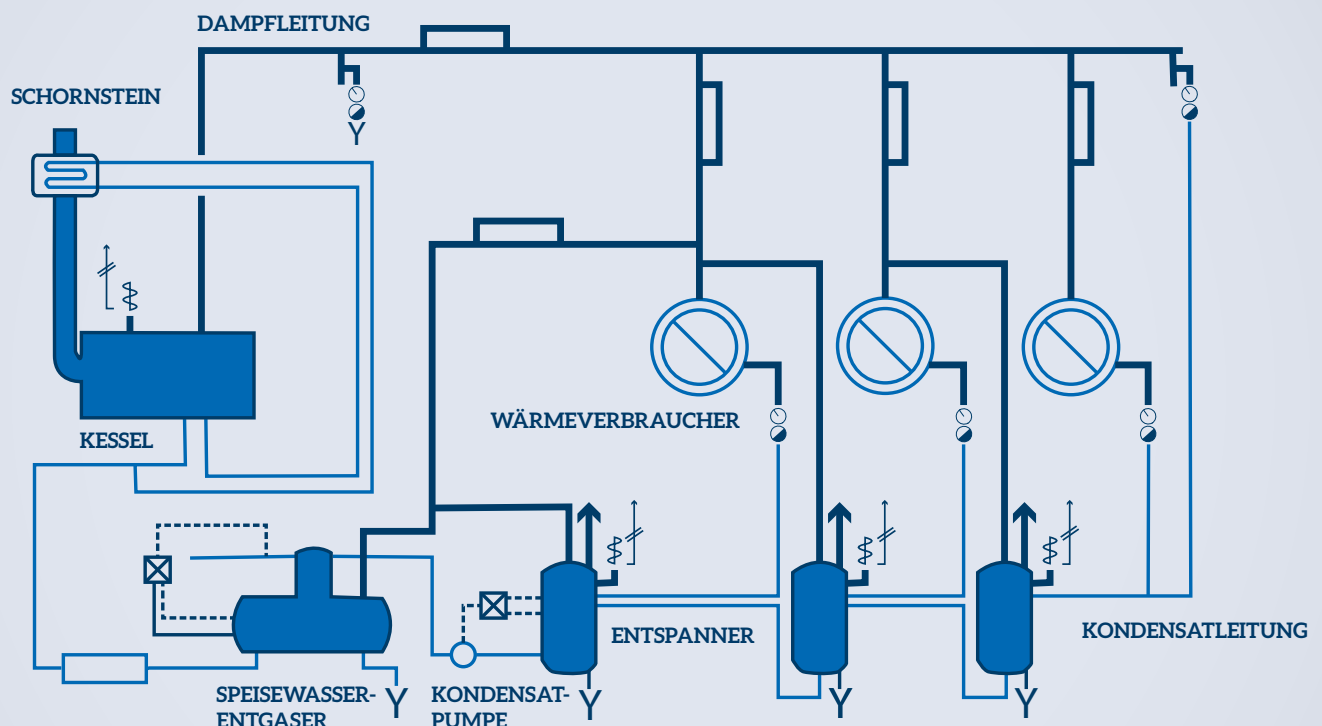 DAMPFLEITUNG
SCHORNSTEIN
WÄRMEVERBRAUCHER
KESSEL
ENTSPANNER
KONDENSATLEITUNG
SPEISEWASSER-
ENTGASER
KONDENSAT-
PUMPE